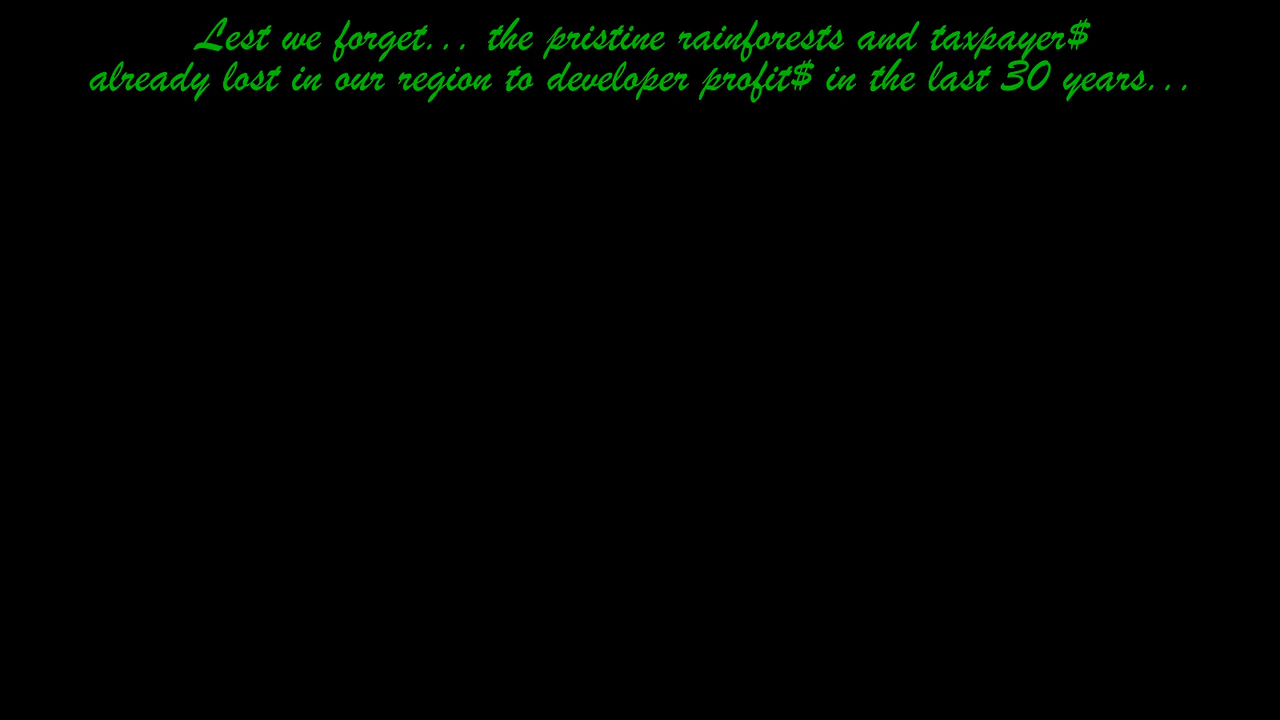 Lest we forget... the pristine rainforests and taxpayer$
already lost in our region to developer profit$ in the last 30 years...